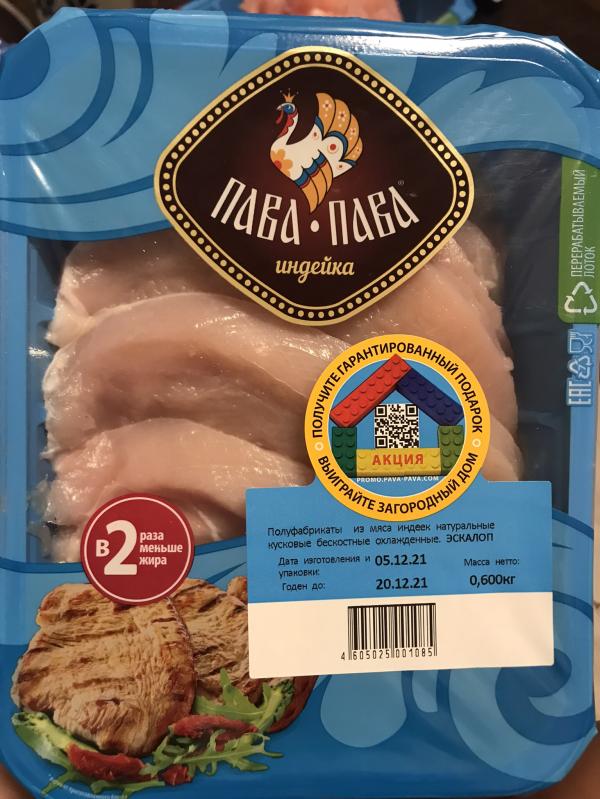 ПАВА·ПАВА®
индейка
ПЕРЕРАБАТЫВАЕМЫЙ
ЛОТОК
EAC
ПОЛУЧИТЕ ГАРАНТИРОВАННЫЙ ПОДАРОК
АКЦИЯ
PROMO.PAVA-PAVA.COM
ВЫИГРАЙТЕ ЗАГОРОДНЫЙ ДОМ
в 2 раза
меньше
жира
Полуфабрикаты из мяса индеек натуральные
кусковые бескостные охлажденные. ЭСКАЛОП
Дата изготовления и упаковки: 05.12.21
Годен до: 20.12.21
Масса нетто:
0,600кг
4 605025 001085